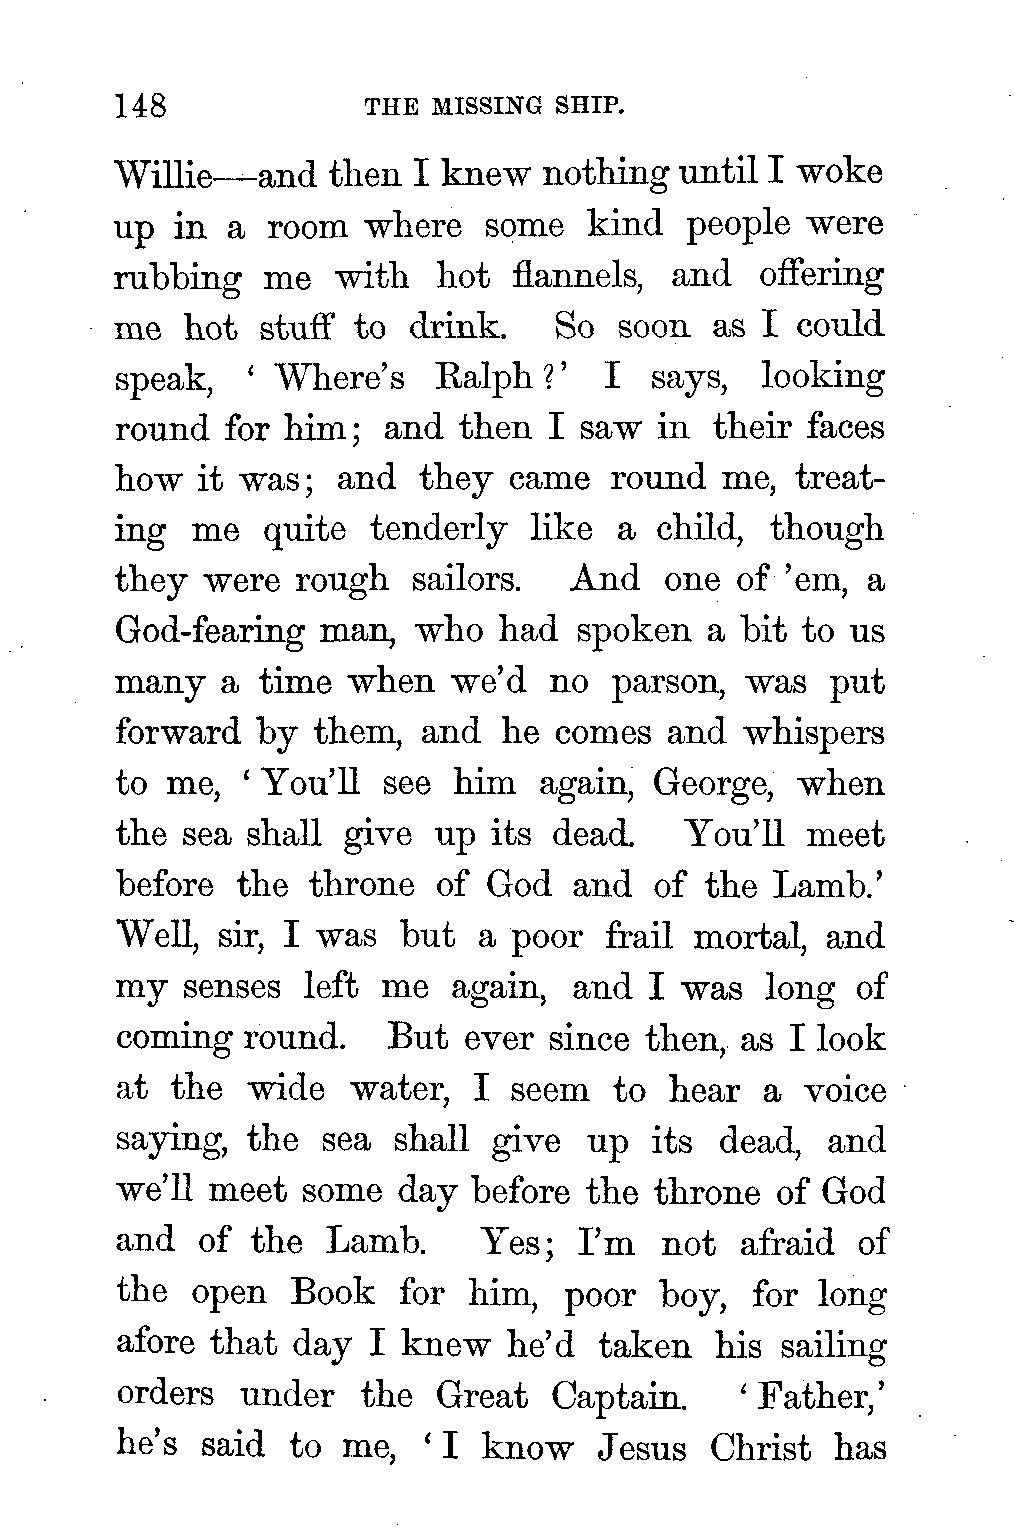 148 THE MISSING SHIP.
Willie—and then I knew nothing until I woke
up in a room where some kind people were
rubbing me with hot flannels, and offering
me hot stuff to drink. So soon as I could
speak, ‘ Where’s Ralph ?’ I says, looking
round for him; and then I saw in their faces
how it was; and they came round me, treat-
ing me quite tenderly like a child, though
they were rough sailors. And one of ’em, a
God-fearing man, who had spoken a bit to us
many a time when we’d no parson, was put
forward by them, and he comes and whispers
to me, ‘ You’ll see him again, George, when
the sea shall give up its dead. You’ll meet
before the throne of God and of the Lamb.’
Well, sir, I was but a poor frail mortal, and
my senses left me again, and I was long of
coming round. But ever since then, as I look
at the wide water, I seem to hear a voice
saying, the sea shall give up its dead, and
we’ll meet some day before the throne of God
and of the Lamb. Yes; I’m not afraid of
the open Book for him, poor boy, for long
afore that day I knew he’d taken his sailing
orders under the Great Captain. ‘ Father,’
he’s said to me, ‘ I know Jesus Christ has